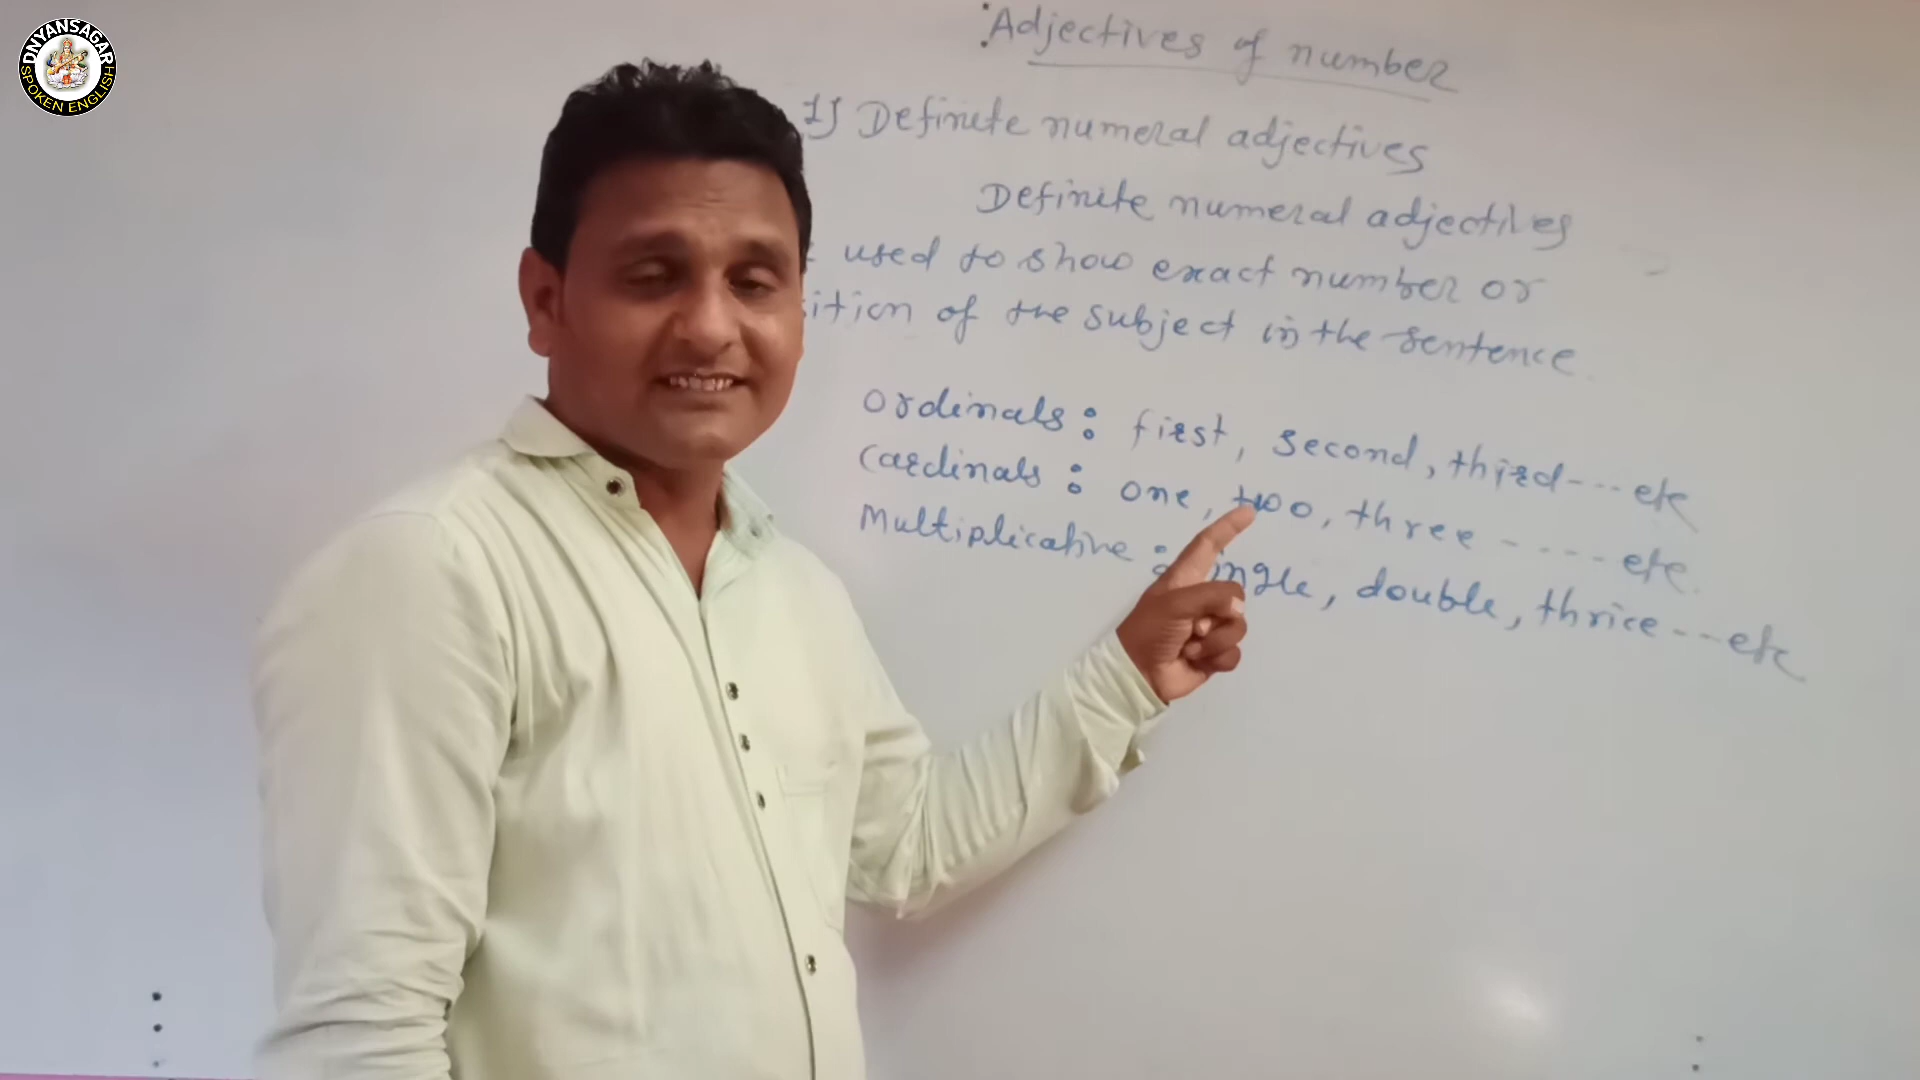 DNYANSAGAR
SPOKEN ENGLISH
Adjectives of number
1] Definite numeral adjectives
Definite numeral adjectives
used to show exact number or
of the subject in the sentence
Ordinals: first, second, third---etc
Cardinals: one, two, three ----- etc.
Multiplicative: double, thrice---etc